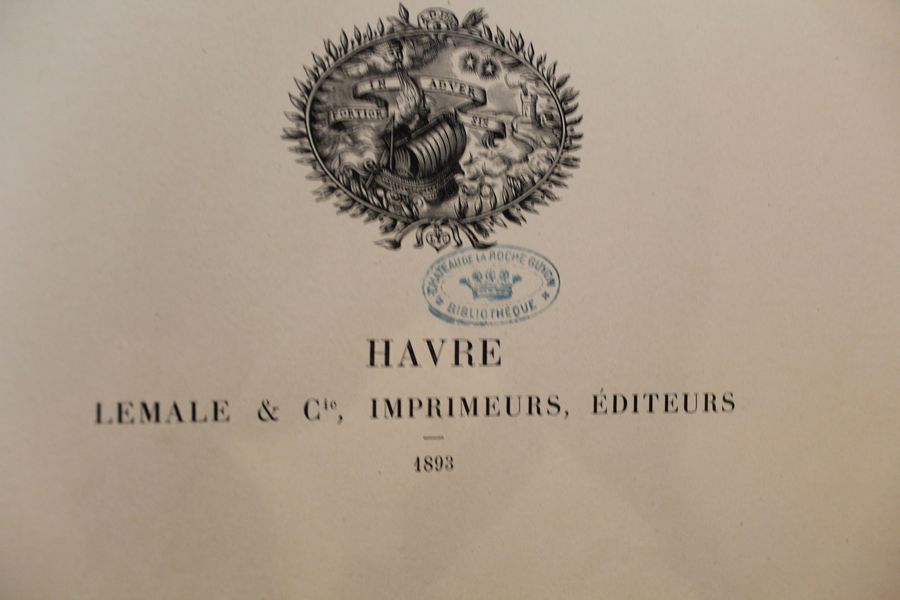 IN ADVER
FORTIOR
SIS
CHATEAU DE LA ROCHE GUYON
BIBLIOTHÈQUE
HAVRE
LEMALE & Cie, IMPRIMEURS, ÉDITEURS
1893